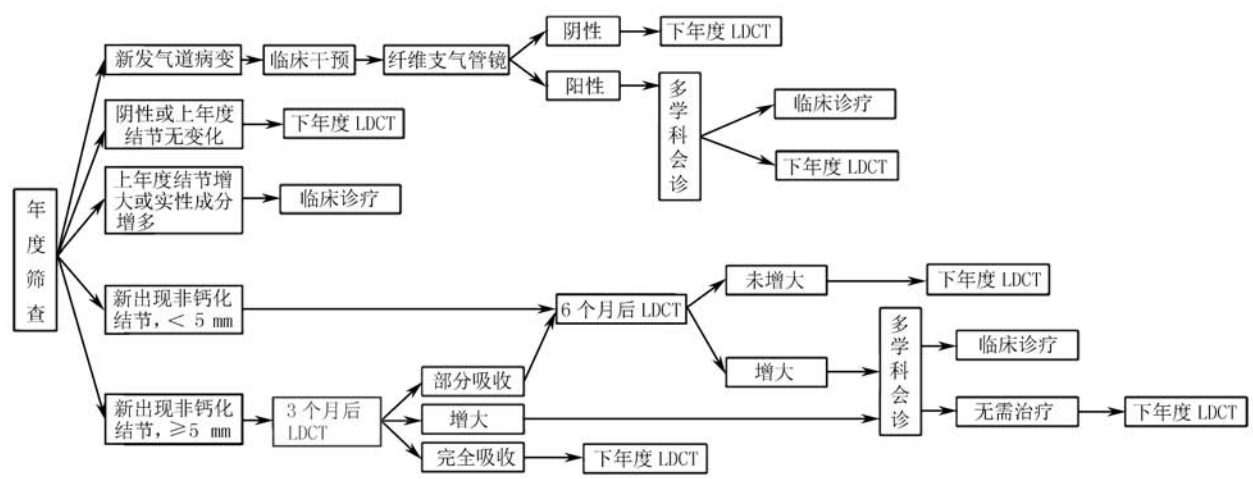 年度筛查
新发气道病变
临床干预
纤维支气管镜
阴性
下年度 LDCT
阳性
多学科会诊
临床诊疗
下年度 LDCT
阴性或上年度
结节无变化
下年度 LDCT
上年度结节增
大或实性成分
增多
临床诊疗
新出现非钙化
结节，< 5 mm
6 个月后 LDCT
未增大
下年度 LDCT
增大
多学科会诊
临床诊疗
无需治疗
下年度 LDCT
新出现非钙化
结节，≥5 mm
3 个月后
LDCT
部分吸收
增大
完全吸收
下年度 LDCT